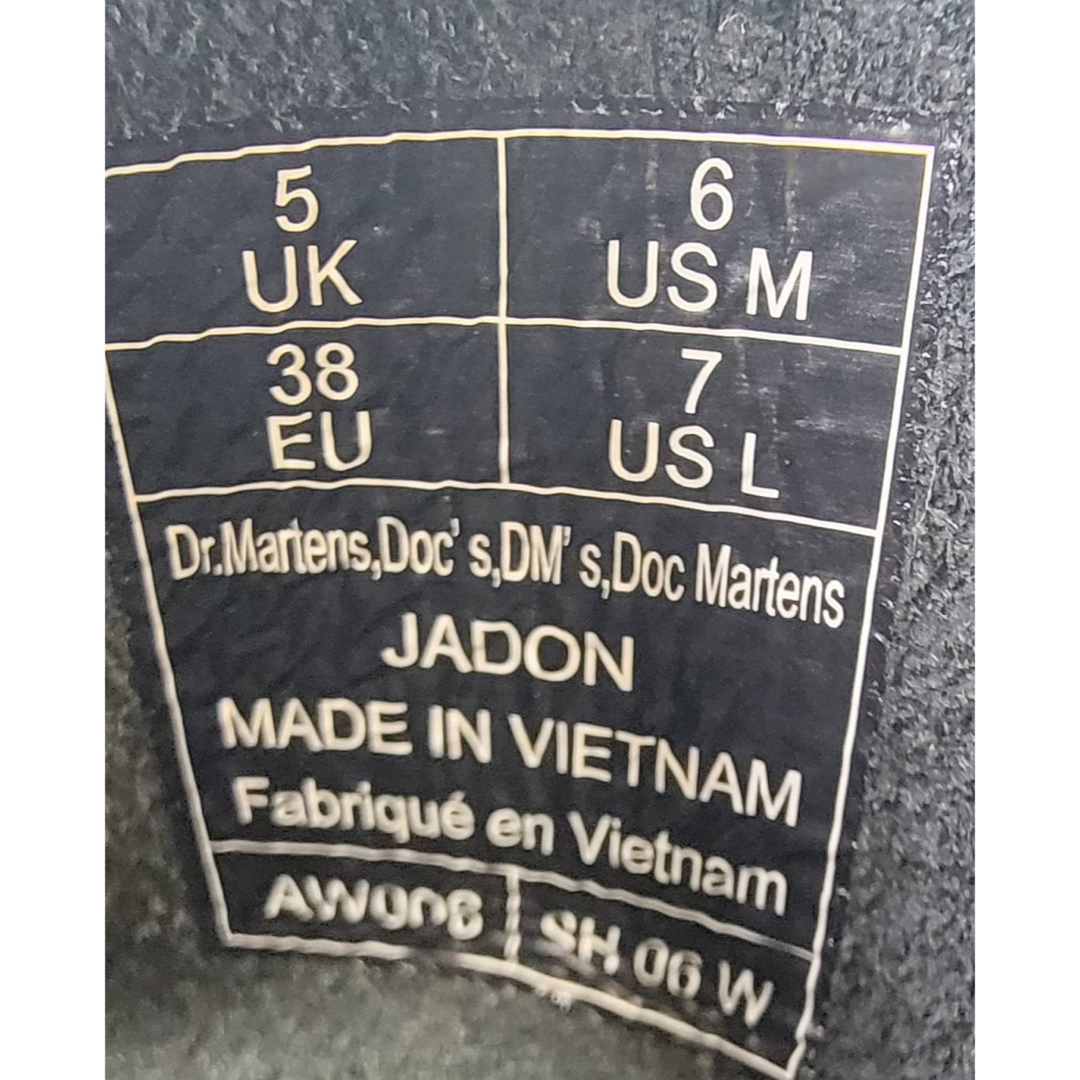 5
UK
6
US M
38
EU
7
US L
Dr.Martens,Doc's,DM's,Doc Martens
JADON
MADE IN VIETNAM
Fabriqué en Vietnam
SH 06 W